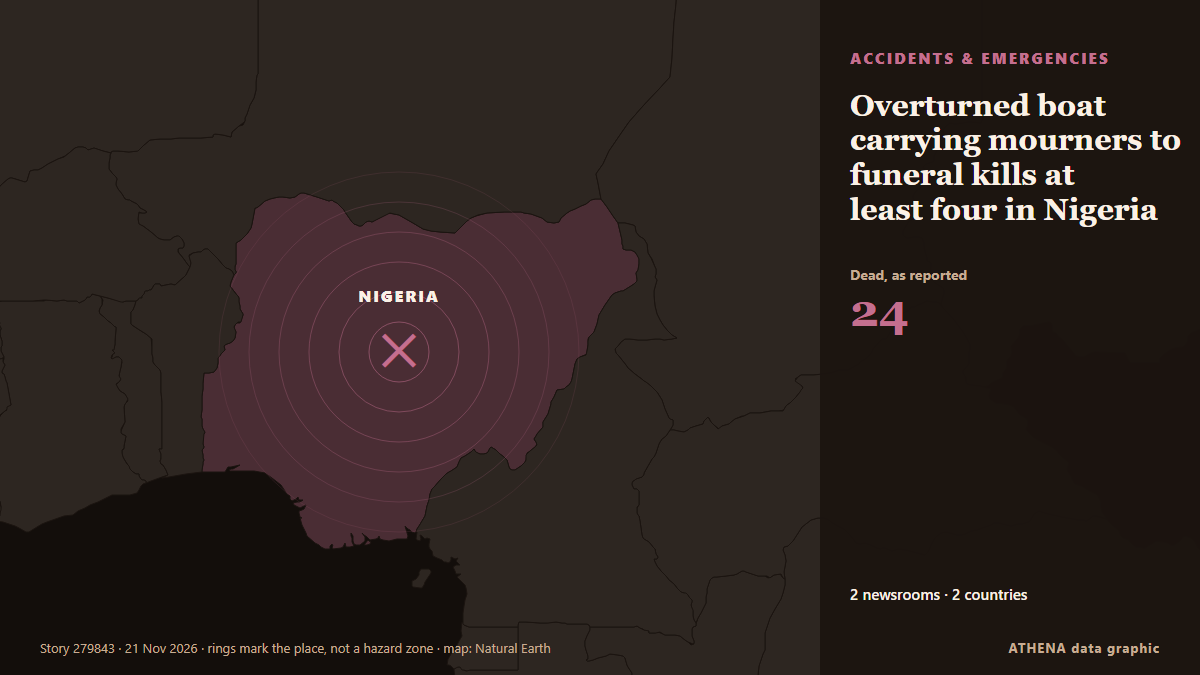 ACCIDENTS & EMERGENCIES
Overturned boat
carrying mourners to
funeral kills at
least four in Nigeria
Dead, as reported
24
NIGERIA
2 newsrooms · 2 countries
Story 279843 · 21 Nov 2026 · rings mark the place, not a hazard zone · map: Natural Earth
ATHENA data graphic